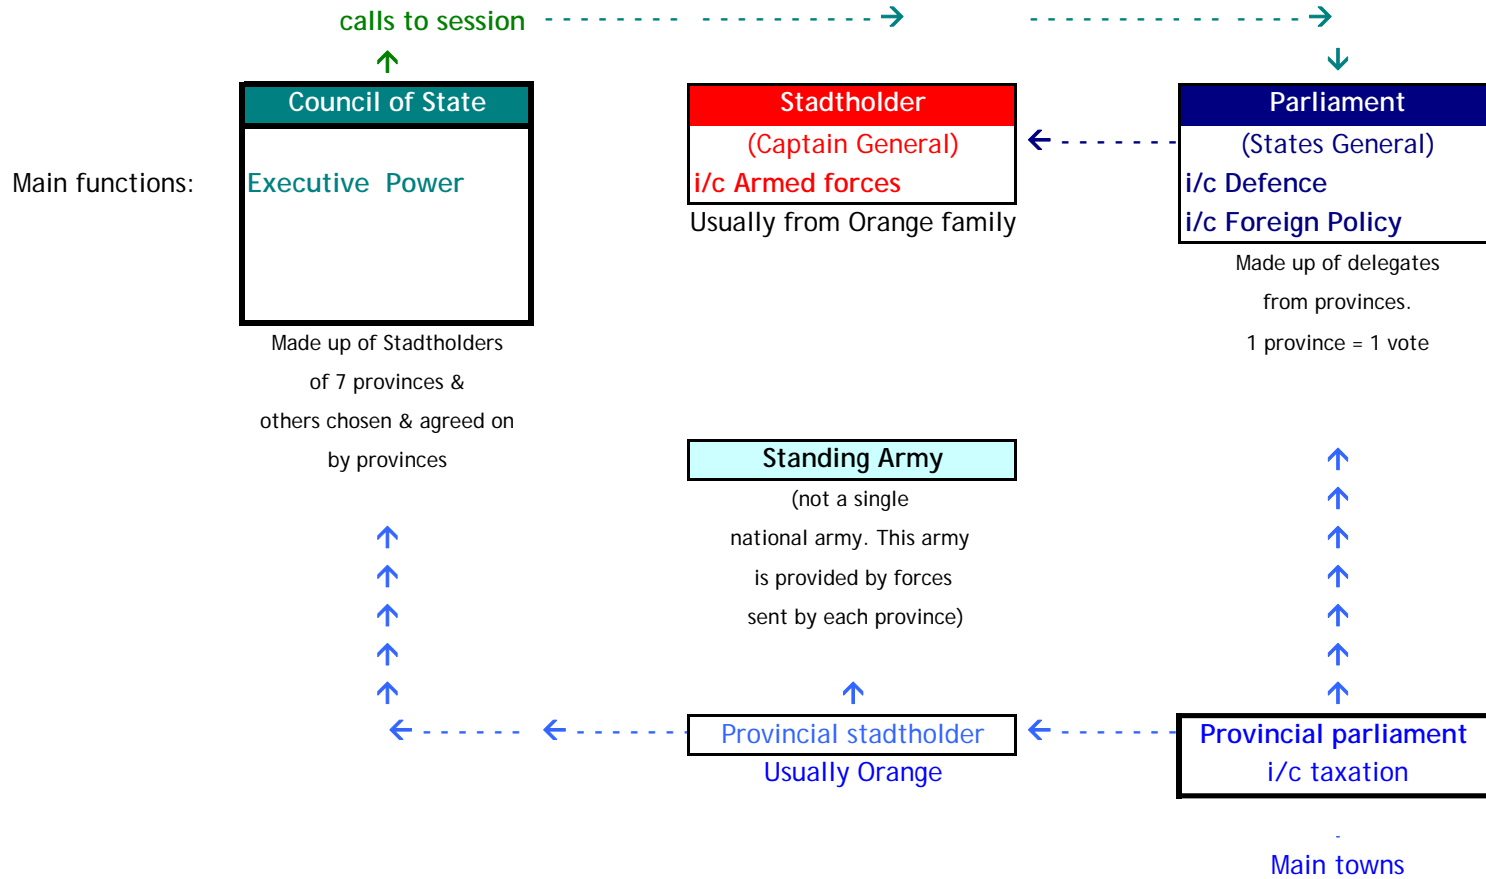 calls to session
Council of State
Stadtholder
Parliament
(Captain General)
(States General)
Main functions:
Executive Power
i/c Armed forces
i/c Defence
Usually from Orange family
i/c Foreign Policy
Made up of delegates
from provinces.
1 province = 1 vote
Made up of Stadtholders
of 7 provinces &
others chosen & agreed on
by provinces
Standing Army
(not a single
national army. This army
is provided by forces
sent by each province)
Provincial stadtholder
Usually Orange
Provincial parliament
i/c taxation
Main towns